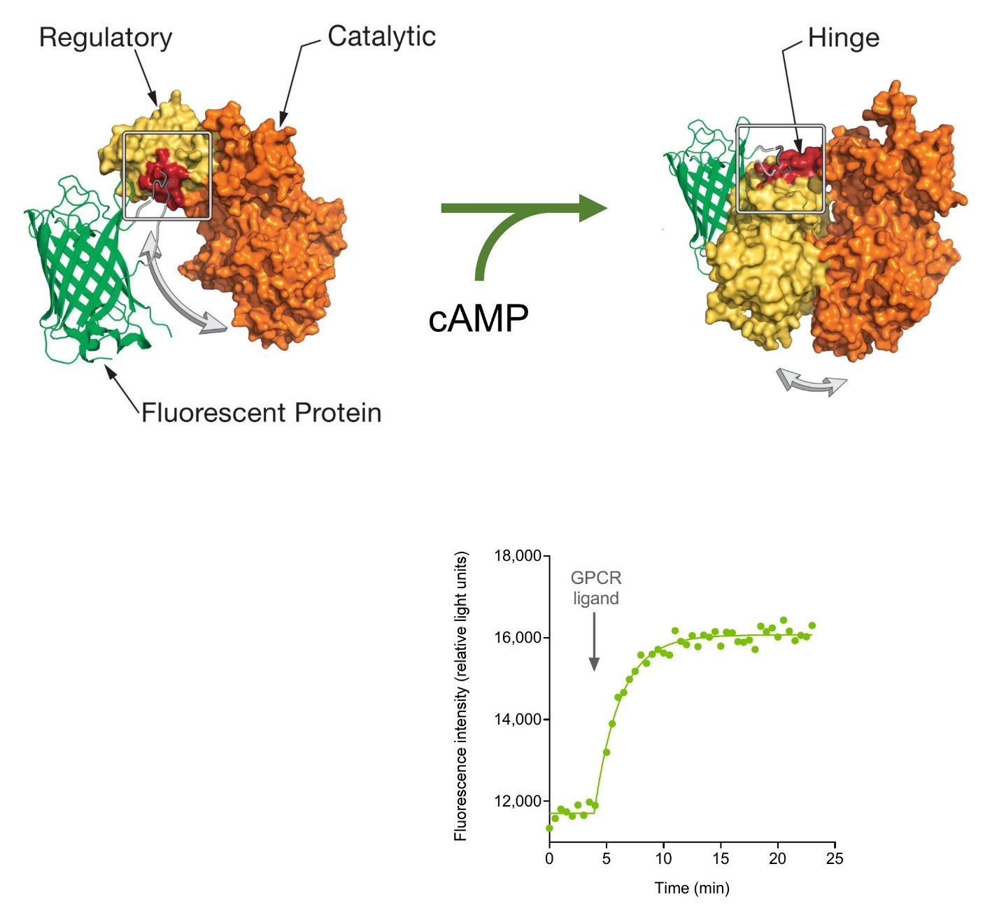 Regulatory
Catalytic
Hinge
cAMP
Fluorescent Protein
Fluorescence intensity (relative light units)
18,000
16,000
14,000
12,000
GPCR
ligand
0 5 10 15 20 25
Time (min)